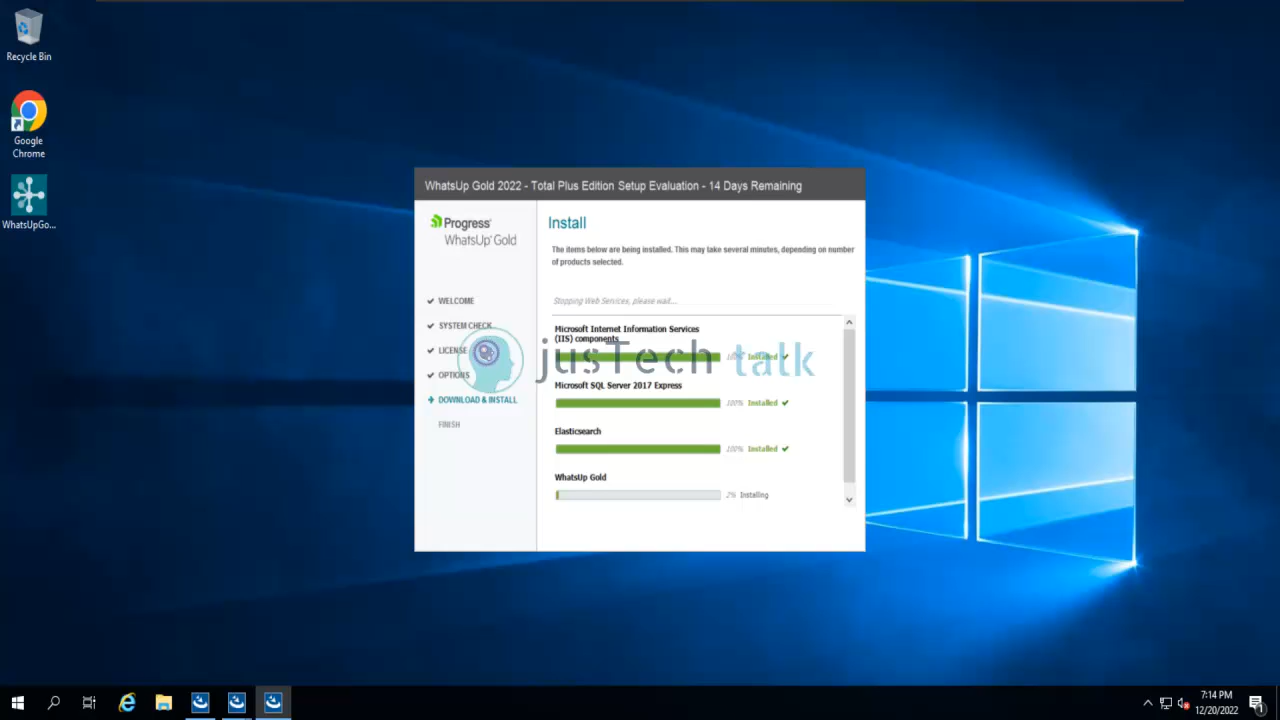 Recycle Bin
Google
Chrome
WhatsUpGo...
WhatsUp Gold 2022 - Total Plus Edition Setup Evaluation - 14 Days Remaining
Progress®
WhatsUp® Gold
WELCOME
SYSTEM CHECK
LICENSE
OPTIONS
DOWNLOAD & INSTALL
FINISH
Install
The items below are being installed. This may take several minutes, depending on number
of products selected.
Stopping Web Services, please wait....
Microsoft Internet Information Services
(IIS) components
100% Installed
jusTech talk
Microsoft SQL Server 2017 Express
100% Installed
Elasticsearch
100% Installed
WhatsUp Gold
2% Installing
7:14 PM
12/20/2022
1